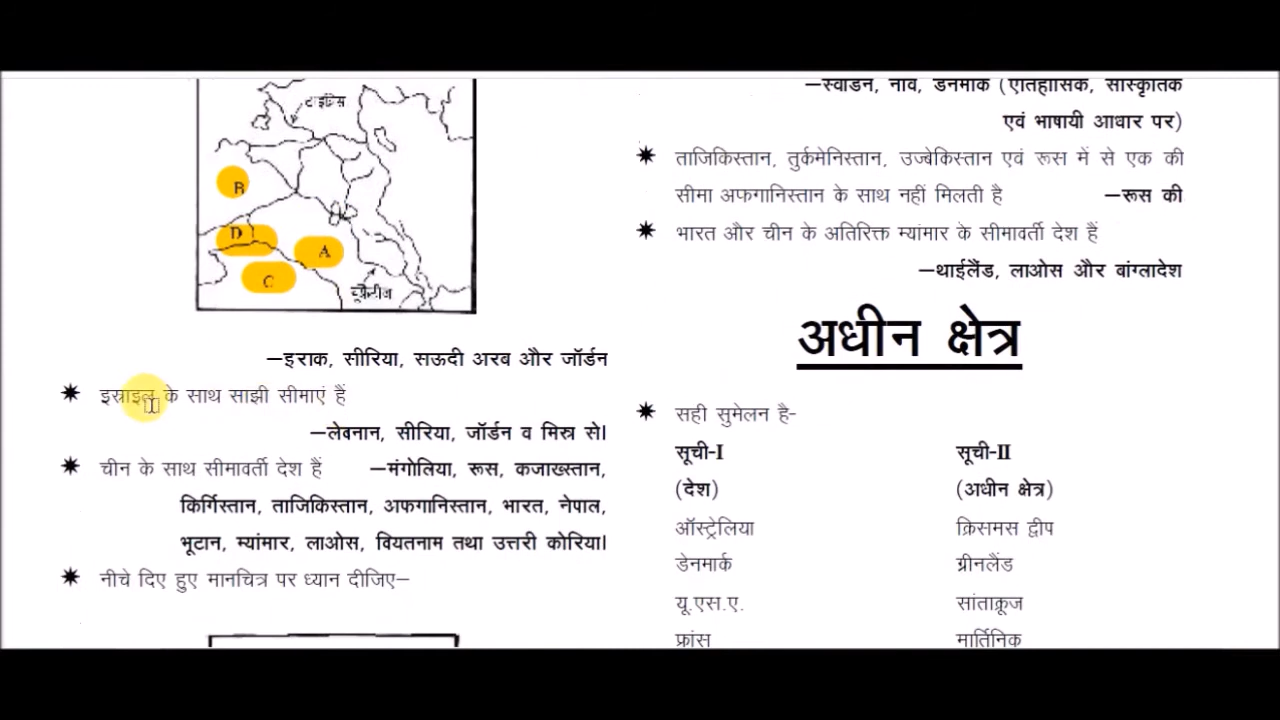 टाइग्रिस
B
D
A
C
यूफ्रेटीज
–इराक, सीरिया, सऊदी अरब और जॉर्डन
✷ इस्राइल के साथ साझी सीमाएं हैं
–लेबनान, सीरिया, जॉर्डन व मिस्र से।
✷ चीन के साथ सीमावर्ती देश हैं –मंगोलिया, रूस, कजाख्स्तान,
किर्गिस्तान, ताजिकिस्तान, अफगानिस्तान, भारत, नेपाल,
भूटान, म्यांमार, लाओस, वियतनाम तथा उत्तरी कोरिया।
✷ नीचे दिए हुए मानचित्र पर ध्यान दीजिए–
–स्वीडन, नार्वे, डेनमार्क (ऐतिहासिक, सांस्कृतिक
एवं भाषायी आधार पर)
✷ ताजिकिस्तान, तुर्कमेनिस्तान, उज्बेकिस्तान एवं रूस में से एक की
सीमा अफगानिस्तान के साथ नहीं मिलती है –रूस की
✷ भारत और चीन के अतिरिक्त म्यांमार के सीमावर्ती देश हैं
–थाईलैंड, लाओस और बांग्लादेश
अधीन क्षेत्र
✷ सही सुमेलन है-
सूची-I सूची-II
(देश) (अधीन क्षेत्र)
ऑस्ट्रेलिया क्रिसमस द्वीप
डेनमार्क ग्रीनलैंड
यू.एस.ए. सांताक्रूज
फ्रांस मार्तिनिक